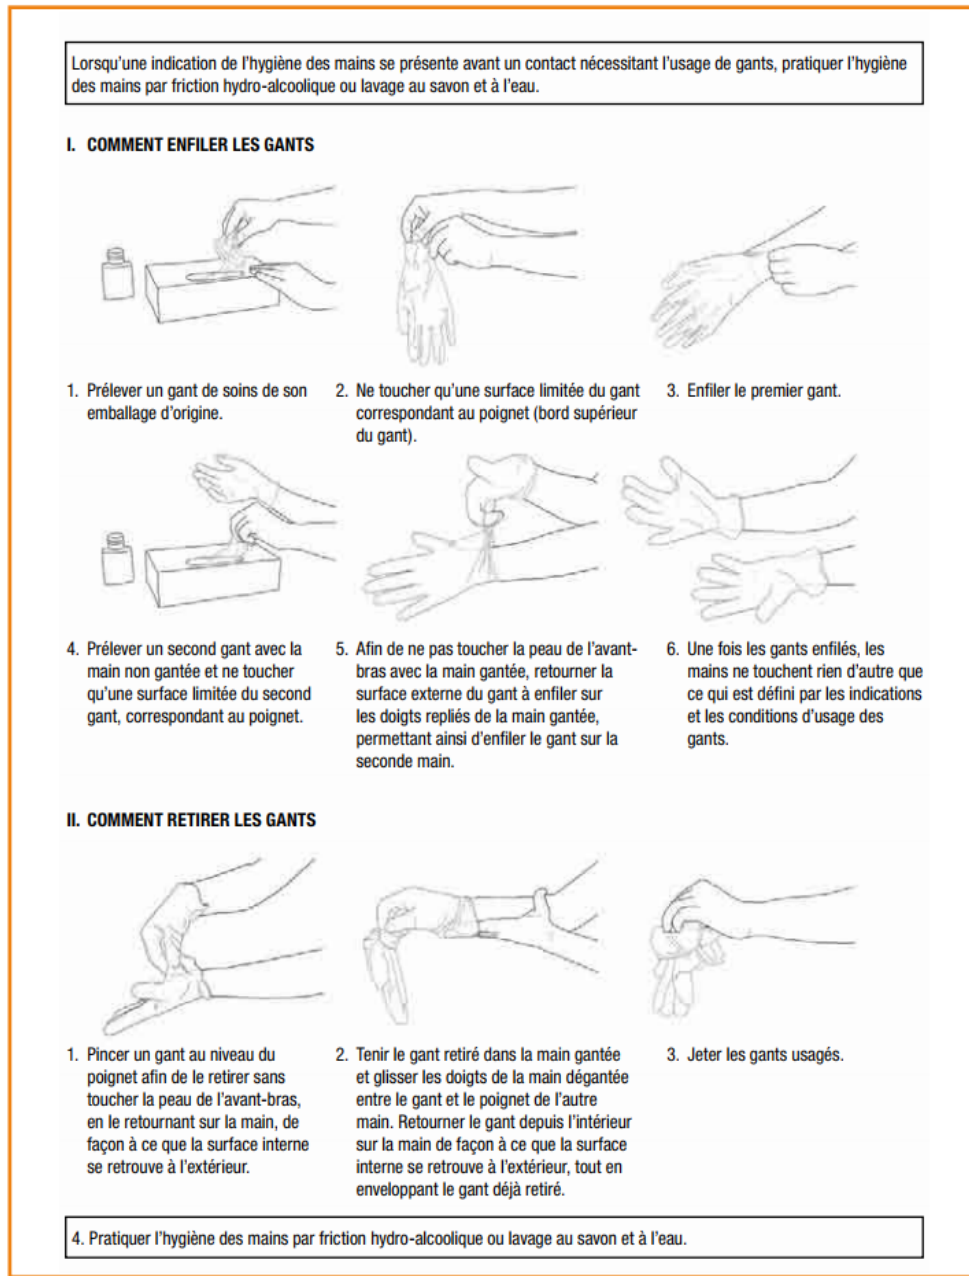 Lorsqu'une indication de l'hygiène des mains se présente avant un contact nécessitant l'usage de gants, pratiquer l'hygiène
des mains par friction hydro-alcoolique ou lavage au savon et à l'eau.
I. COMMENT ENFILER LES GANTS
1. Prélever un gant de soins de son
emballage d'origine.
2. Ne toucher qu'une surface limitée du gant
correspondant au poignet (bord supérieur
du gant).
3. Enfiler le premier gant.
4. Prélever un second gant avec la
main non gantée et ne toucher
qu'une surface limitée du second
gant, correspondant au poignet.
5. Afin de ne pas toucher la peau de l'avant-
bras avec la main gantée, retourner la
surface externe du gant à enfiler sur
les doigts repliés de la main gantée,
permettant ainsi d'enfiler le gant sur la
seconde main.
6. Une fois les gants enfilés, les
mains ne touchent rien d'autre que
ce qui est défini par les indications
et les conditions d'usage des
gants.
II. COMMENT RETIRER LES GANTS
1. Pincer un gant au niveau du
poignet afin de le retirer sans
toucher la peau de l'avant-bras,
en le retournant sur la main, de
façon à ce que la surface interne
se retrouve à l'extérieur.
2. Tenir le gant retiré dans la main gantée
et glisser les doigts de la main dégantée
entre le gant et le poignet de l'autre
main. Retourner le gant depuis l'intérieur
sur la main de façon à ce que la surface
interne se retrouve à l'extérieur, tout en
enveloppant le gant déjà retiré.
3. Jeter les gants usagés.
4. Pratiquer l'hygiène des mains par friction hydro-alcoolique ou lavage au savon et à l'eau.